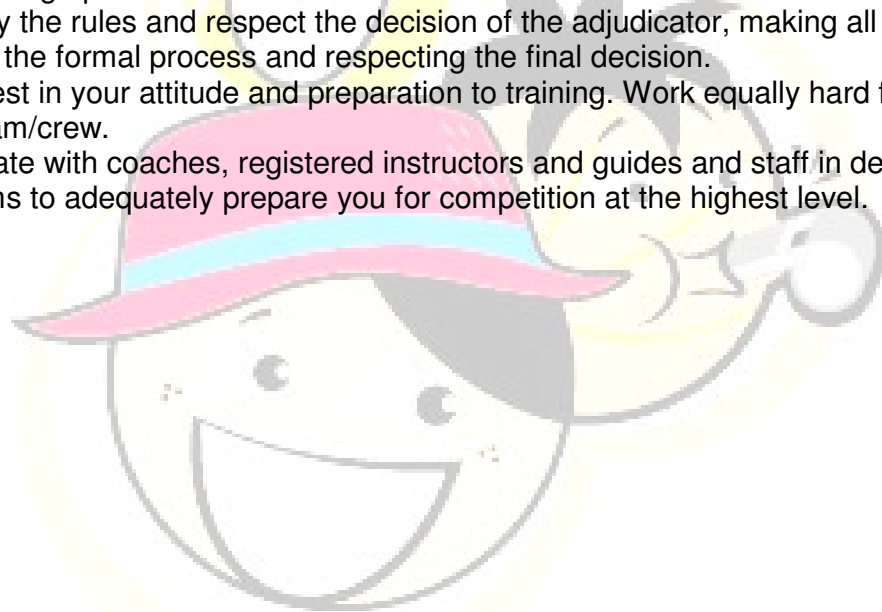 y the rules and respect the decision of the adjudicator, making all
the formal process and respecting the final decision.
est in your attitude and preparation to training. Work equally hard f
am/crew.
ate with coaches, registered instructors and guides and staff in de
ns to adequately prepare you for competition at the highest level.